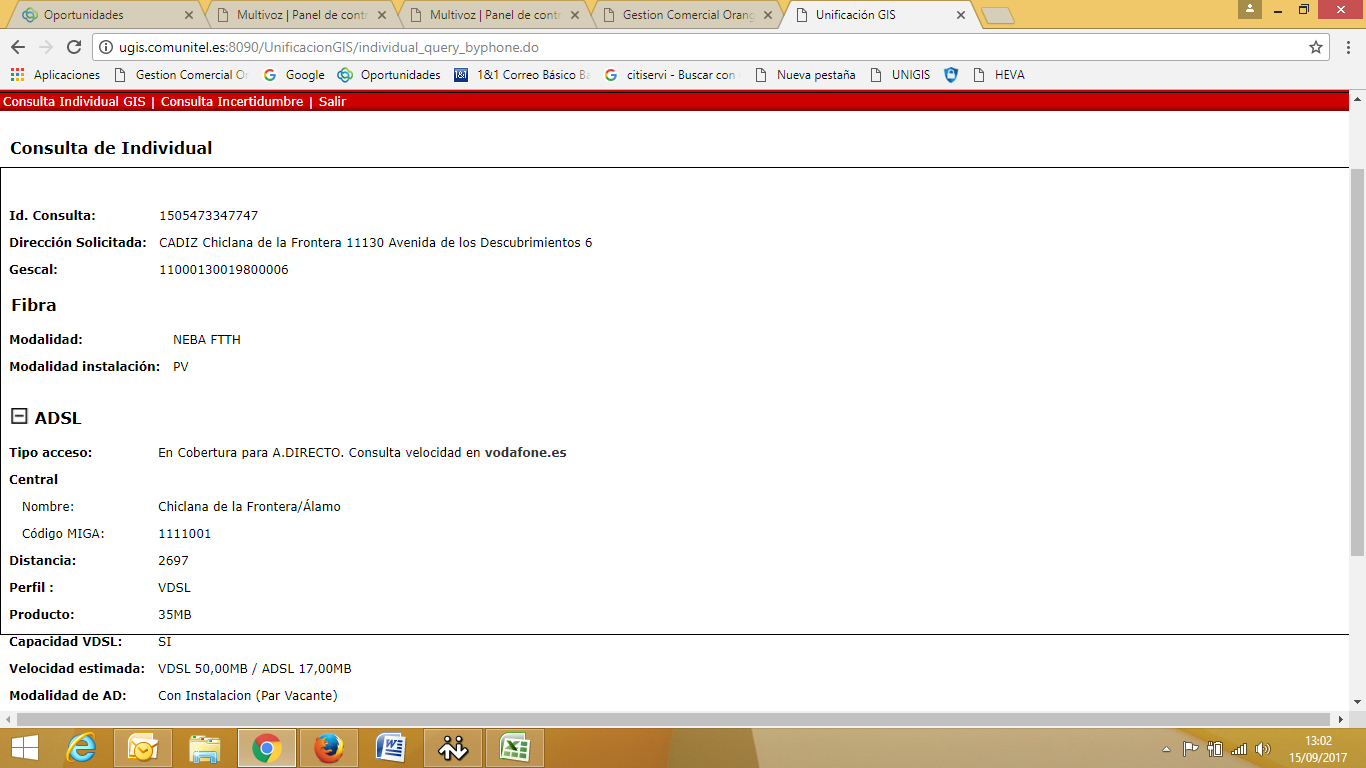 Oportunidades
Multivoz | Panel de contr
Multivoz | Panel de contr
Gestion Comercial Orang
Unificación GIS
ugis.comunitel.es:8090/UnificacionGIS/individual_query_byphone.do
Aplicaciones
Gestion Comercial Or
Google
Oportunidades
1&1 Correo Básico Ba
citiservi - Buscar con
Nueva pestaña
UNIGIS
HEVA
Consulta Individual GIS | Consulta Incertidumbre | Salir
Consulta de Individual
Id. Consulta: 1505473347747
Dirección Solicitada: CADIZ Chiclana de la Frontera 11130 Avenida de los Descubrimientos 6
Gescal: 11000130019800006
Fibra
Modalidad: NEBA FTTH
Modalidad instalación: PV
ADSL
Tipo acceso: En Cobertura para A.DIRECTO. Consulta velocidad en vodafone.es
Central
Nombre: Chiclana de la Frontera/Álamo
Código MIGA: 1111001
Distancia: 2697
Perfil : VDSL
Producto: 35MB
Capacidad VDSL: SI
Velocidad estimada: VDSL 50,00MB / ADSL 17,00MB
Modalidad de AD: Con Instalacion (Par Vacante)
13:02
15/09/2017